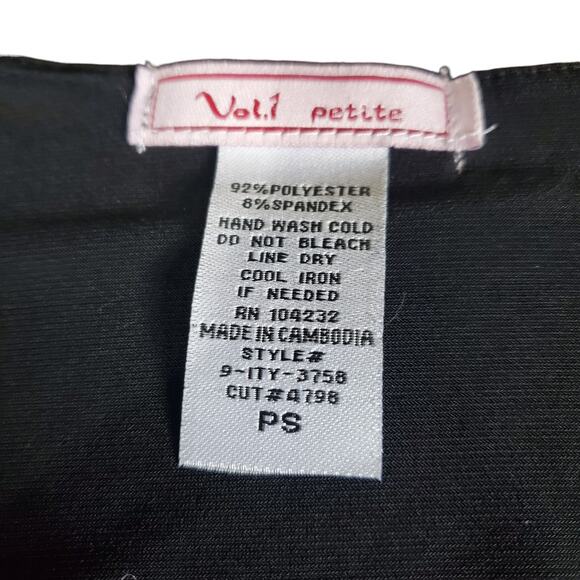 Vol.1 petite
92%POLYESTER
8%SPANDEX
HAND WASH COLD
DO NOT BLEACH
LINE DRY
COOL IRON
IF NEEDED
RN 104232
MADE IN CAMBODIA
STYLE#
9-ITY-3758
CUT#4798
PS